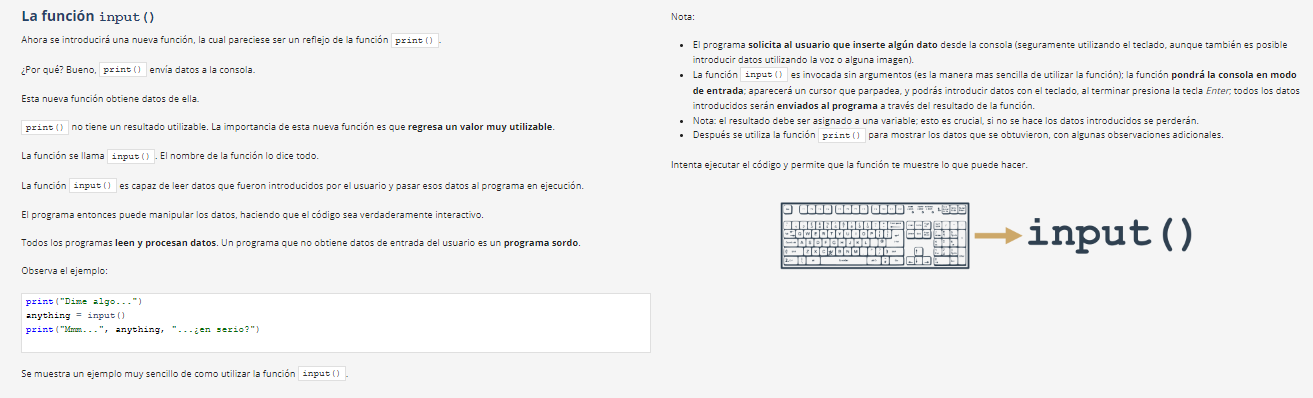 La función input()
Ahora se introducirá una nueva función, la cual pareciese ser un reflejo de la función print().
¿Por qué? Bueno, print() envía datos a la consola.
Esta nueva función obtiene datos de ella.
print() no tiene un resultado utilizable. La importancia de esta nueva función es que regresa un valor muy utilizable.
La función se llama input(). El nombre de la función lo dice todo.
La función input() es capaz de leer datos que fueron introducidos por el usuario y pasar esos datos al programa en ejecución.
El programa entonces puede manipular los datos, haciendo que el código sea verdaderamente interactivo.
Todos los programas leen y procesan datos. Un programa que no obtiene datos de entrada del usuario es un programa sordo.
Observa el ejemplo:
print("Dime algo...")
anything = input()
print("Mmm...", anything, "...¿en serio?")
Se muestra un ejemplo muy sencillo de como utilizar la función input().
Nota:
• El programa solicita al usuario que inserte algún dato desde la consola (seguramente utilizando el teclado, aunque también es posible
introducir datos utilizando la voz o alguna imagen).
• La función input() es invocada sin argumentos (es la manera mas sencilla de utilizar la función); la función pondrá la consola en modo
de entrada; aparecerá un cursor que parpadea, y podrás introducir datos con el teclado, al terminar presiona la tecla Enter; todos los datos
introducidos serán enviados al programa a través del resultado de la función.
• Nota: el resultado debe ser asignado a una variable; esto es crucial, si no se hace los datos introducidos se perderán.
• Después se utiliza la función print() para mostrar los datos que se obtuvieron, con algunas observaciones adicionales.
Intenta ejecutar el código y permite que la función te muestre lo que puede hacer.
input()